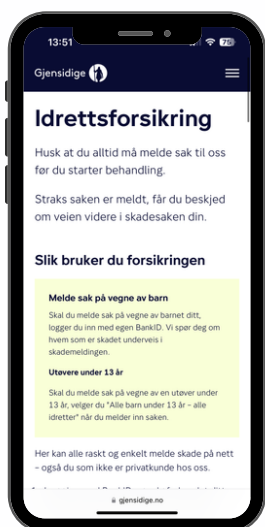 13:51
75
Gjensidige
Idrettsforsikring
Husk at du alltid må melde sak til oss
før du starter behandling.
Straks saken er meldt, får du beskjed
om veien videre i skadesaken din.
Slik bruker du forsikringen
Melde sak på vegne av barn
Skal du melde sak på vegne av barnet ditt,
logger du inn med egen BankID. Vi spør deg om
hvem som er skadet underveis i
skademeldingen.
Utøvere under 13 år
Skal du melde sak på vegne av en utøver under
13 år, velger du "Alle barn under 13 år – alle
idretter" når du melder inn saken.
Her kan alle raskt og enkelt melde skade på nett
– også du som ikke er privatkunde hos oss.
gjensidige.no